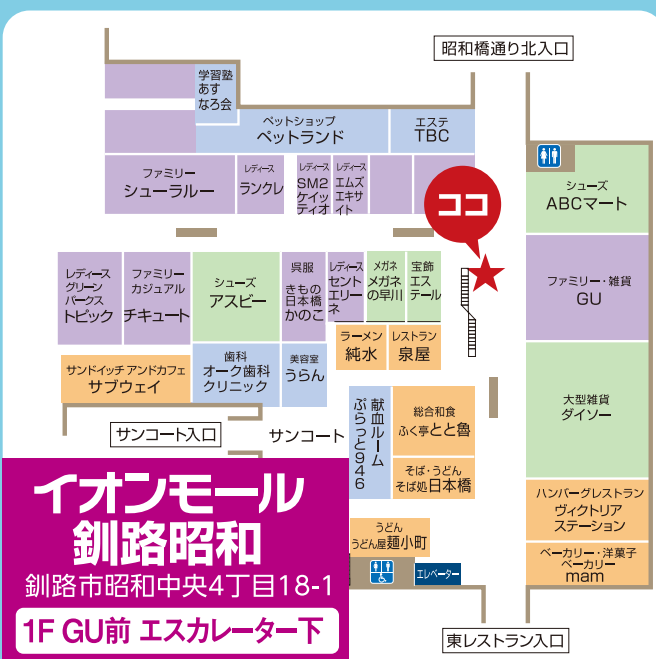 昭和橋通り北入口
学習塾
あす
なろ会
ペットショップ
ペットランド
エステ
TBC
ファミリー
シューラルー
レディース
ランクレ
レディース
SM2
ケイッ
ティオ
レディース
エムズ
エキサ
イト
ココ
シューズ
ABCマート
ファミリー・雑貨
GU
大型雑貨
ダイソー
ハンバーグレストラン
ヴィクトリア
ステーション
ベーカリー・洋菓子
ベーカリー
mam
レディース
グリーン
パークス
トピック
ファミリー
カジュアル
チキュート
シューズ
アスビー
呉服
きもの
日本橋
かのこ
レディース
セント
エリー
ネ
メガネ
メガネ
の早川
宝飾
エス
テール
サンドイッチ アンドカフェ
サブウェイ
歯科
オーク歯科
クリニック
美容室
うらん
ラーメン
純水
レストラン
泉屋
サンコート入口
サンコート
献血ルーム
ぷらっと946
総合和食
ふく亭とと魯
そば・うどん
そば処日本橋
うどん
うどん屋麺小町
エレベーター
東レストラン入口
イオンモール
釧路昭和
釧路市昭和中央4丁目18-1
1F GU前 エスカレーター下